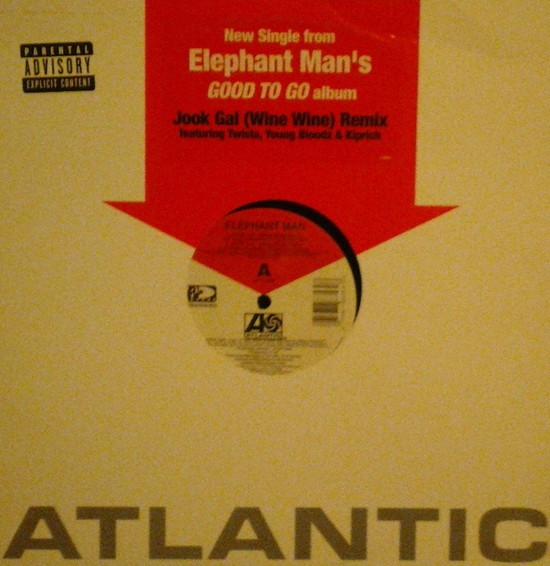 New Single from
PARENTAL
ADVISORY
EXPLICIT CONTENT
Elephant Man's
GOOD TO GO album
Jook Gal (Wine Wine) Remix
featuring Twista, Young Bloodz & Kiprich
ELEPHANT MAN
A
ATLANTIC
ATLANTIC